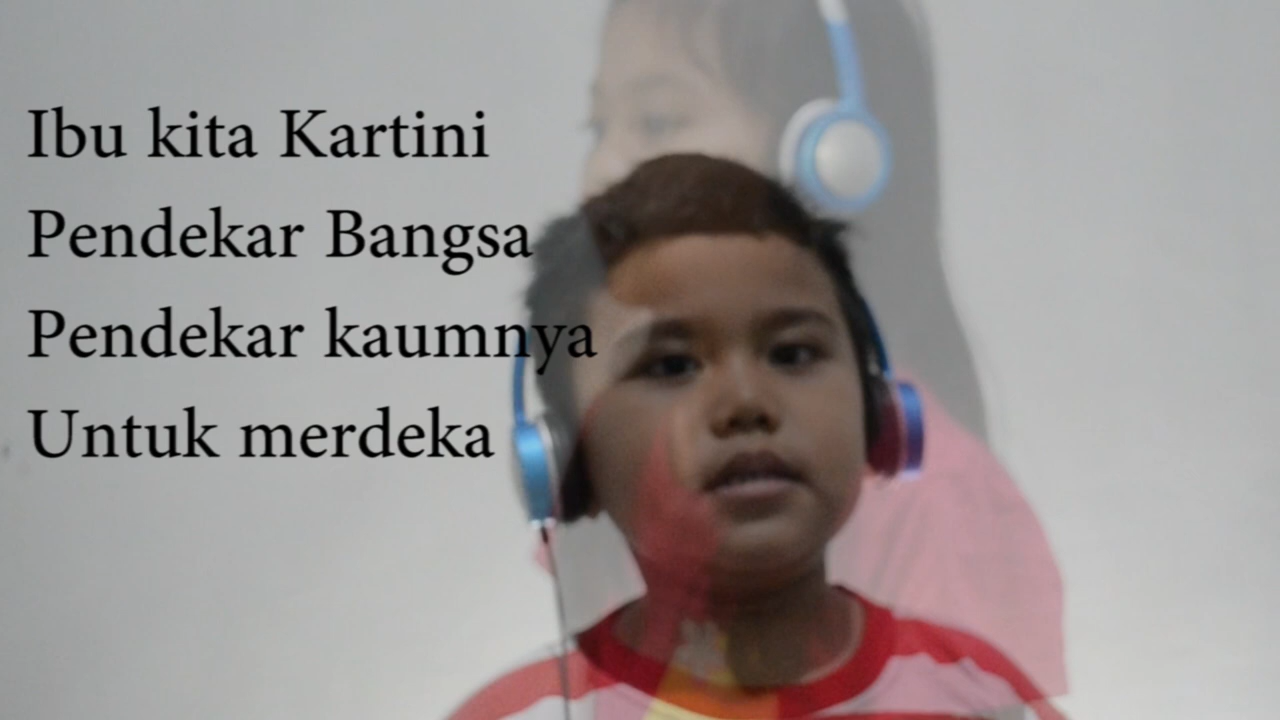 Ibu kita Kartini
Pendekar Bangsa
Pendekar kaumnya
Untuk merdeka